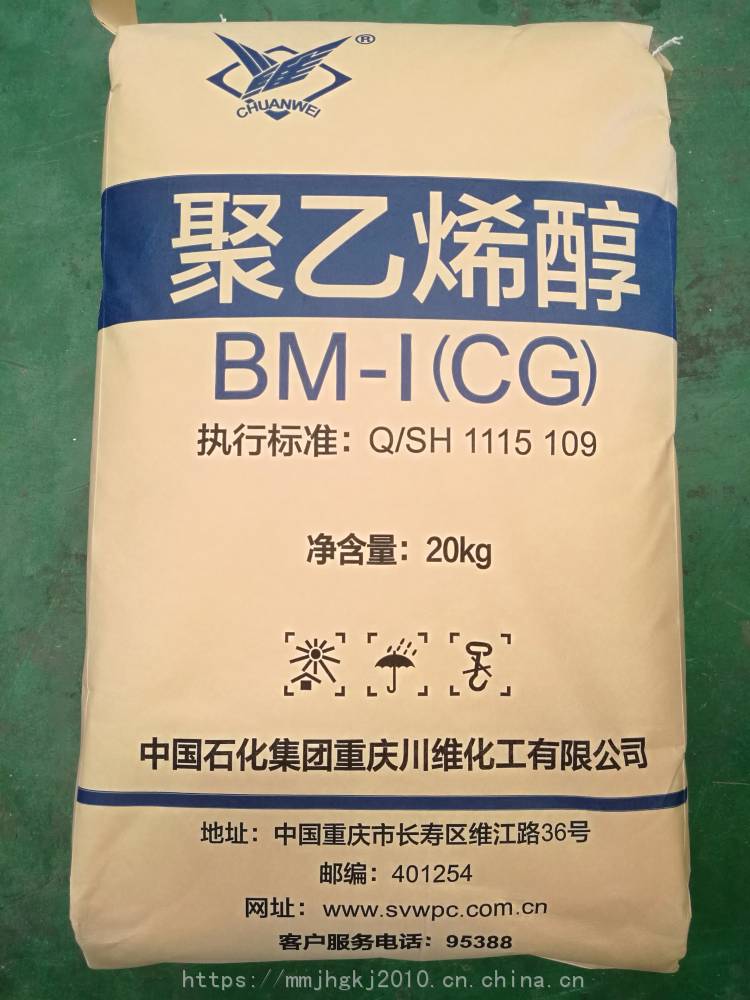 ®
CHUANWEI
聚乙烯醇
BM-I(CG)
执行标准：Q/SH 1115 109
净含量：20kg
中国石化集团重庆川维化工有限公司
地址：中国重庆市长寿区维江路36号
邮编：401254
网址：www.svwpc.com.cn
客户服务电话：95388
https://mmjhgkj2010.cn.china.cn